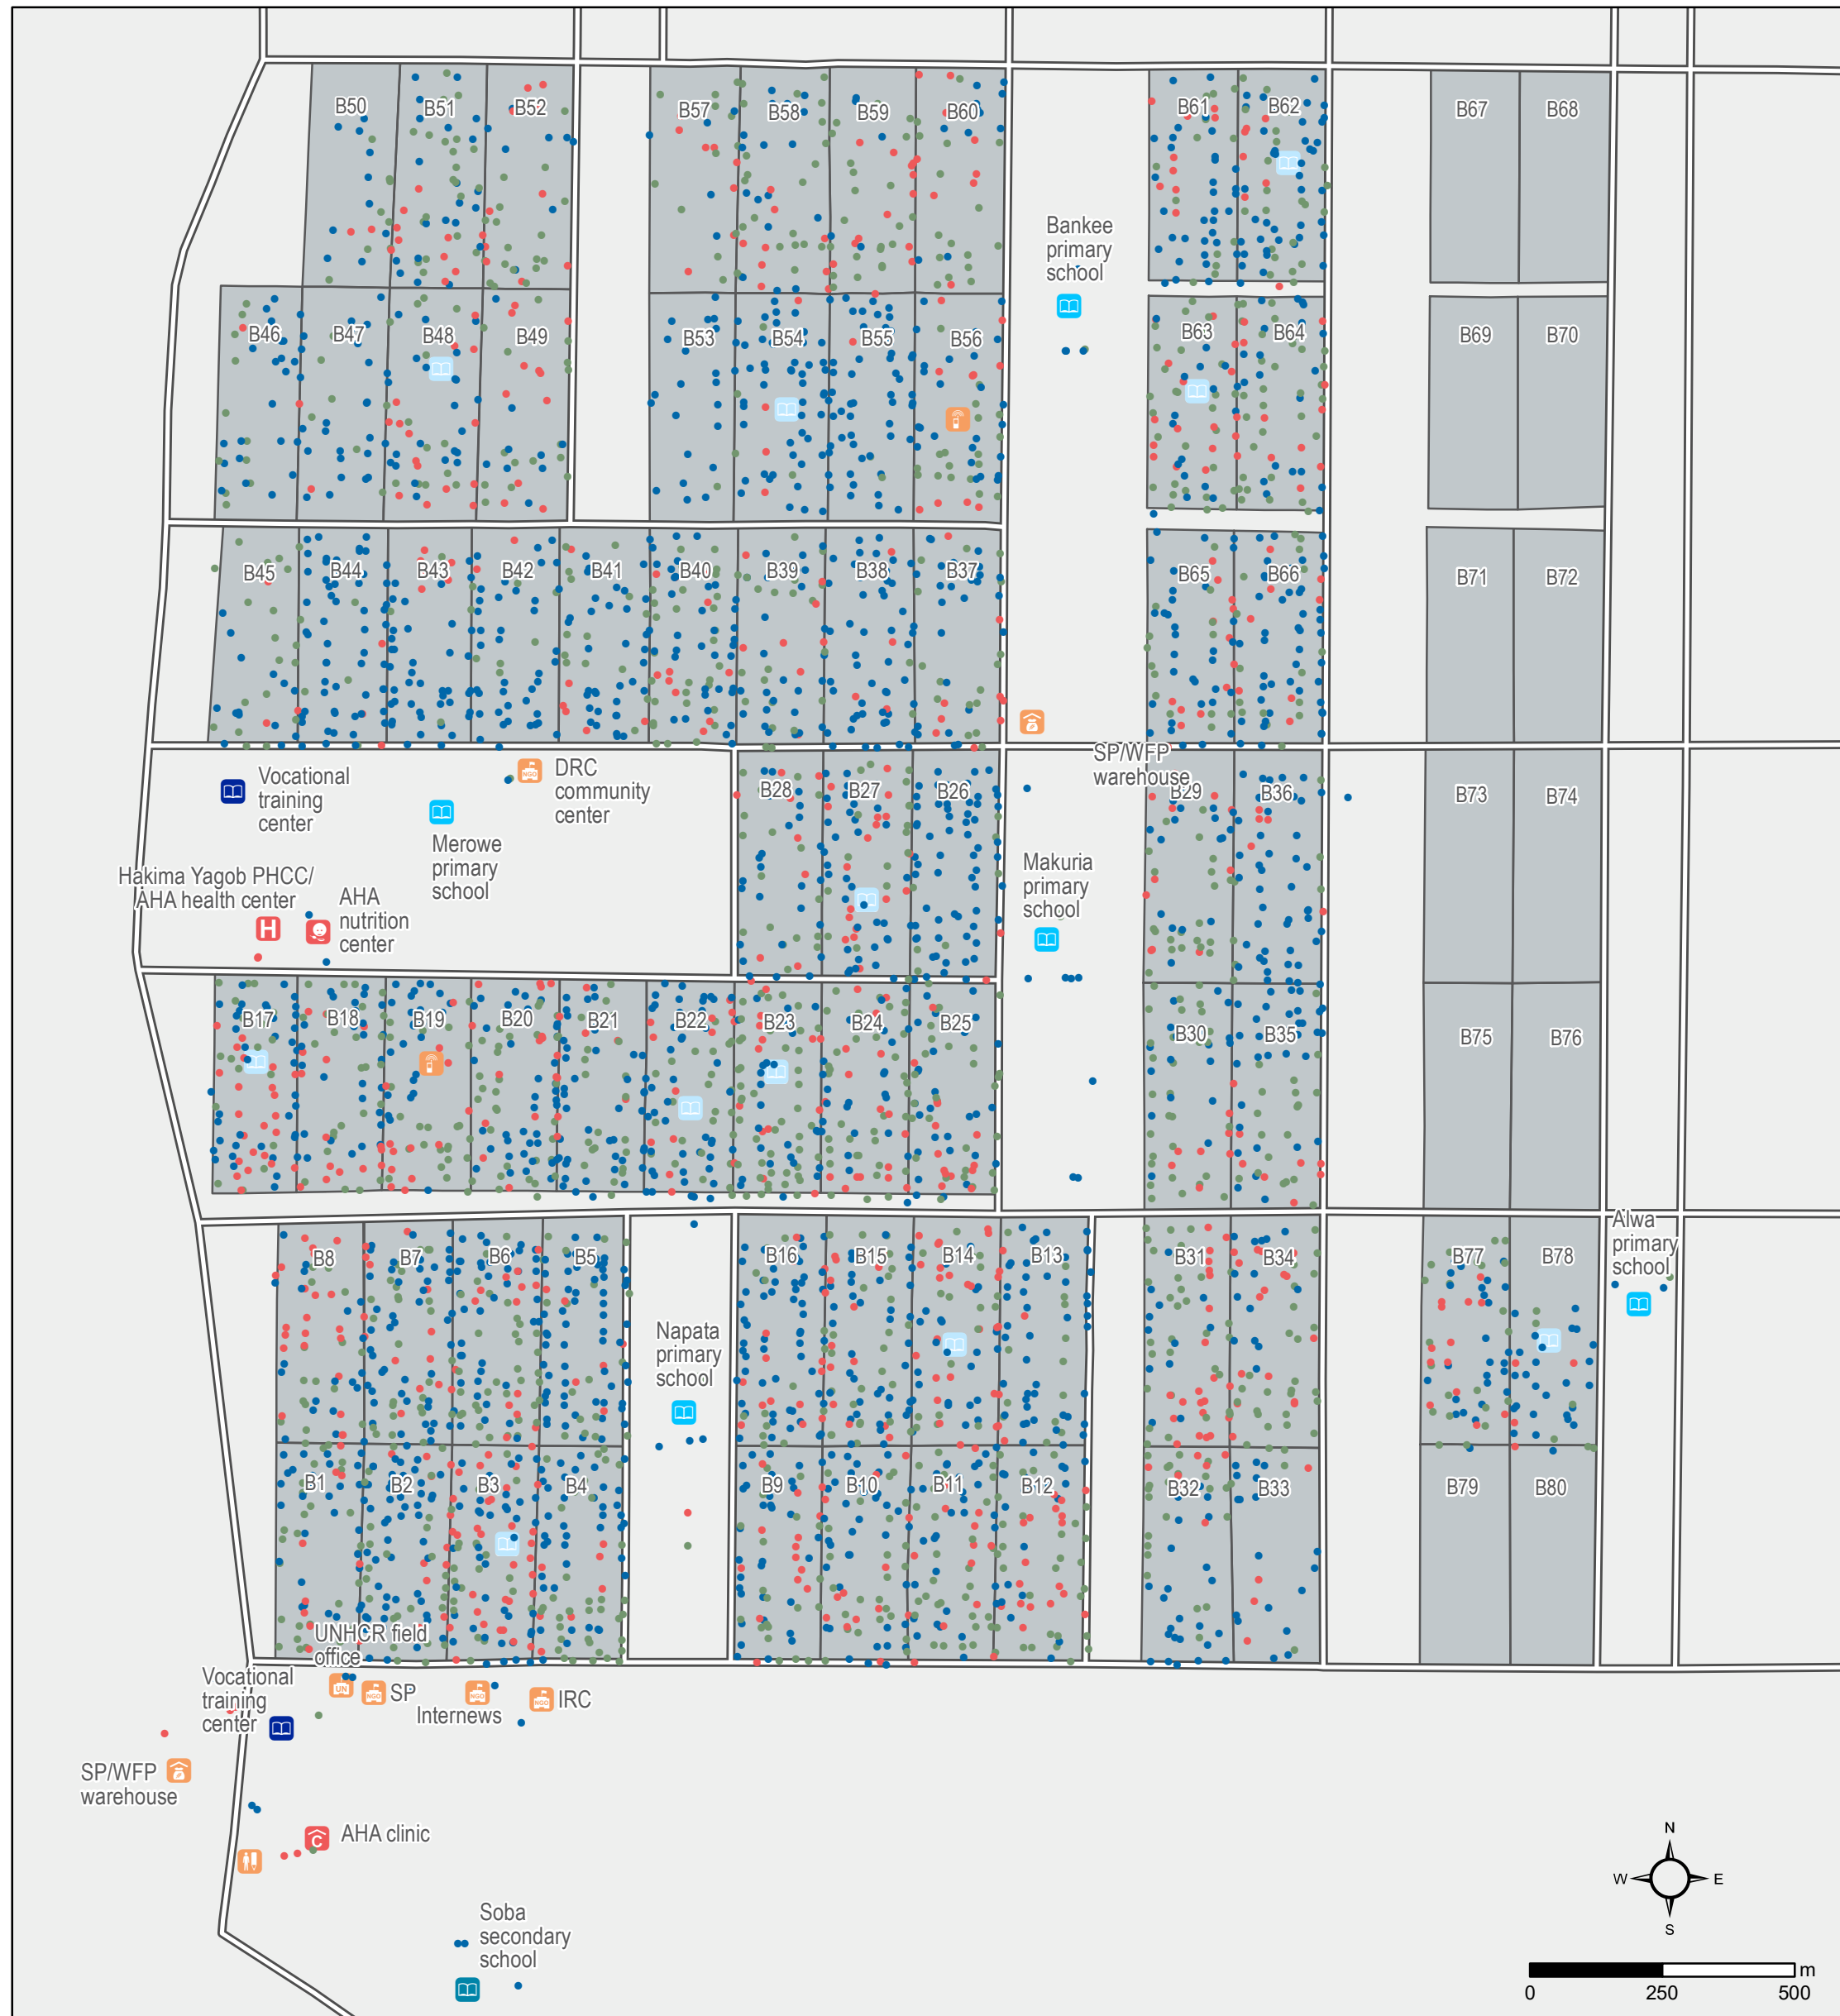 B50
B51
B52
B57
B58
B59
B60
B61
B62
B67
B68
Bankee
primary
school
B46
B47
B48
B49
B53
B54
B55
B56
B63
B64
B69
B70
B45
B44
B43
B42
B41
B40
B39
B38
B37
B65
B66
B71
B72
Vocational
training
center
NGO
DRC
community
center
Merowe
primary
school
B28
B27
B26
SP/WFP
warehouse
B29
B36
B73
B74
Hakima Yagob PHCC/
AHA health center
H
AHA
nutrition
center
Makuria
primary
school
B17
B18
B19
B20
B21
B22
B23
B24
B25
B30
B35
B75
B76
B8
B7
B6
B5
B16
B15
B14
B13
B31
B34
B77
B78
Alwa
primary
school
Napata
primary
school
B1
B2
B3
B4
B9
B10
B11
B12
B32
B33
B79
B80
UNHCR field
office
Vocational
training
center
UN
NGO
SP
NGO
Internews
NGO
IRC
SP/WFP
warehouse
C
AHA clinic
Soba
secondary
school
N
W
E
S
m
0
250
500